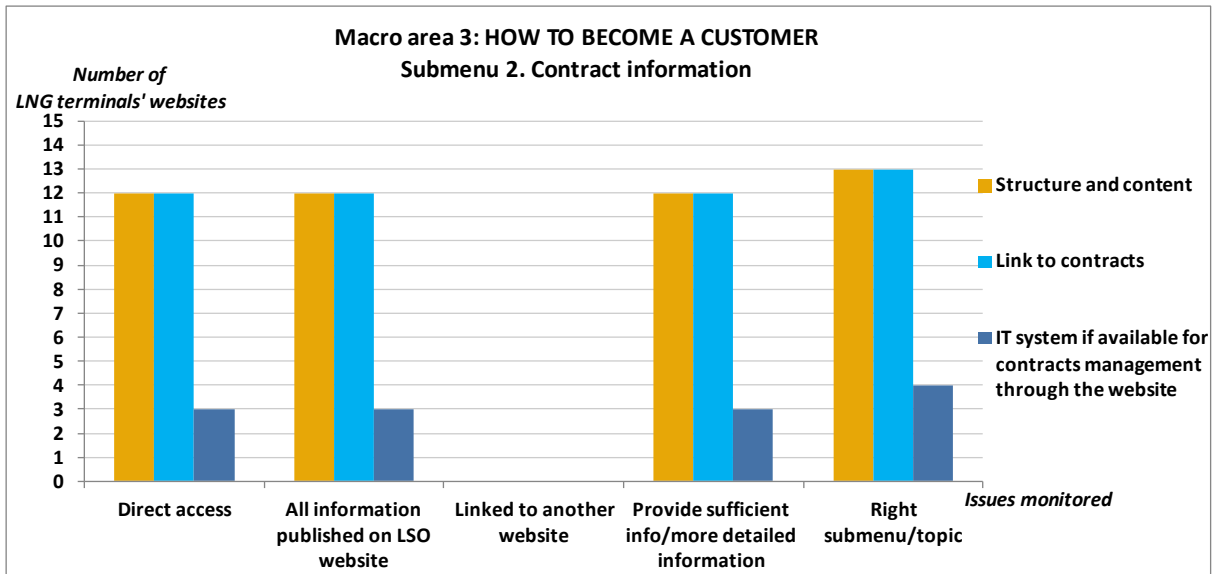 Macro area 3: HOW TO BECOME A CUSTOMER
Submenu 2. Contract information
Number of
LNG terminals' websites
15
14
13
12
11
10
9
8
7
6
5
4
3
2
1
0
Direct access
All information
published on LSO
website
Linked to another
website
Provide sufficient
info/more detailed
information
Right
submenu/topic
Issues monitored
Structure and content
Link to contracts
IT system if available for
contracts management
through the website